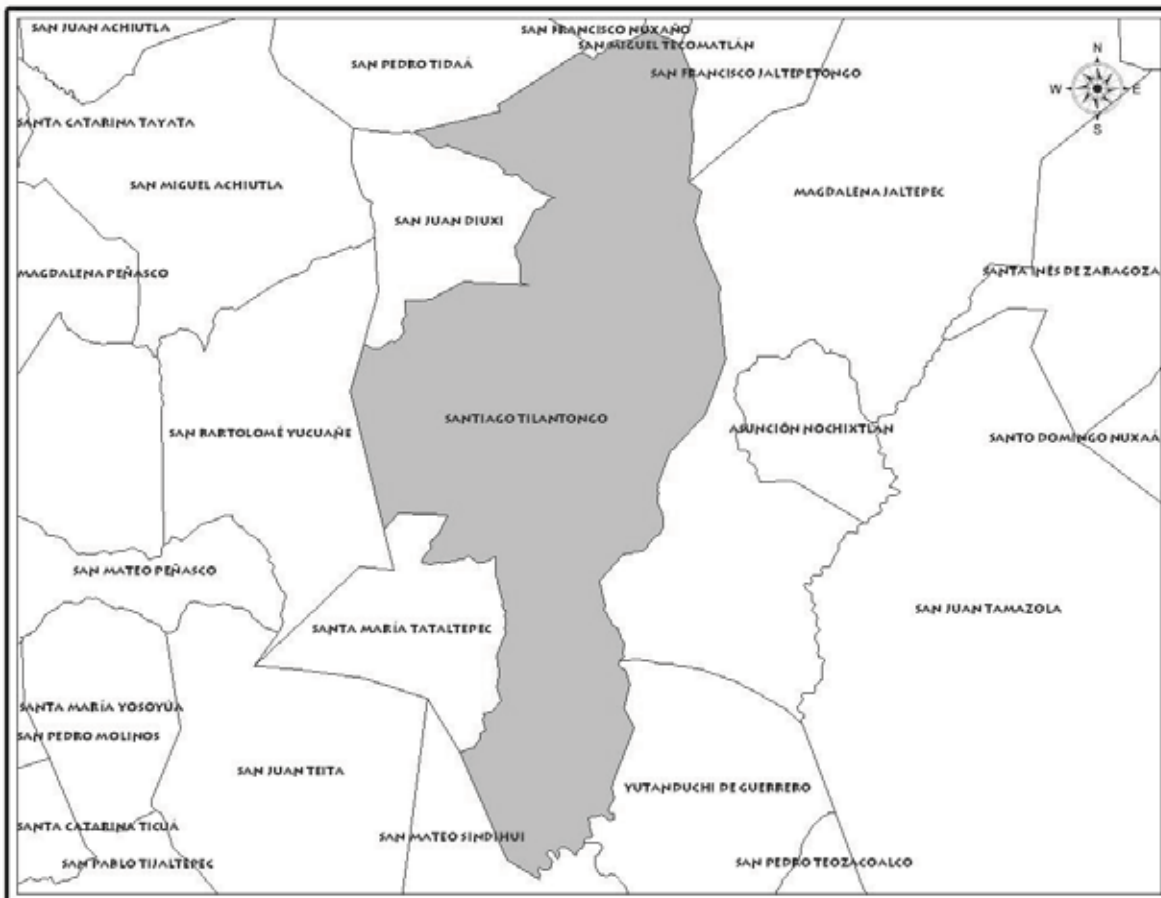 SAN JUAN ACHIUTLA
SAN FRANCISCO NUXAÑO
SAN MIGUEL TECOMATLÁN
SAN PEDRO TIDAÁ
SAN FRANCISCO JALTEPETONGO
N
W E
S
SANTA CATARINA TAYATA
SAN MIGUEL ACHIUTLA
MAGDALENA JALTEPEC
SAN JUAN DIUXI
MAGDALENA PEÑASCO
SANTA INÉS DE ZARAGOZA
SANTIAGO TILANTONGO
SAN BARTOLOMÉ YUCUAÑE
ASUNCIÓN NOCHIXTLÁN
SANTO DOMINGO NUXAÁ
SAN MATEO PEÑASCO
SAN JUAN TAMAZOLA
SANTA MARÍA TATALTEPEC
SANTA MARÍA YOSOYÚA
SAN PEDRO MOLINOS
SAN JUAN TEITA
YUTANDUCHI DE GUERRERO
SANTA CATARINA TICUÁ
SAN MATEO SINDIHUI
SAN PABLO TIJALTEPEC
SAN PEDRO TEOZACOALCO